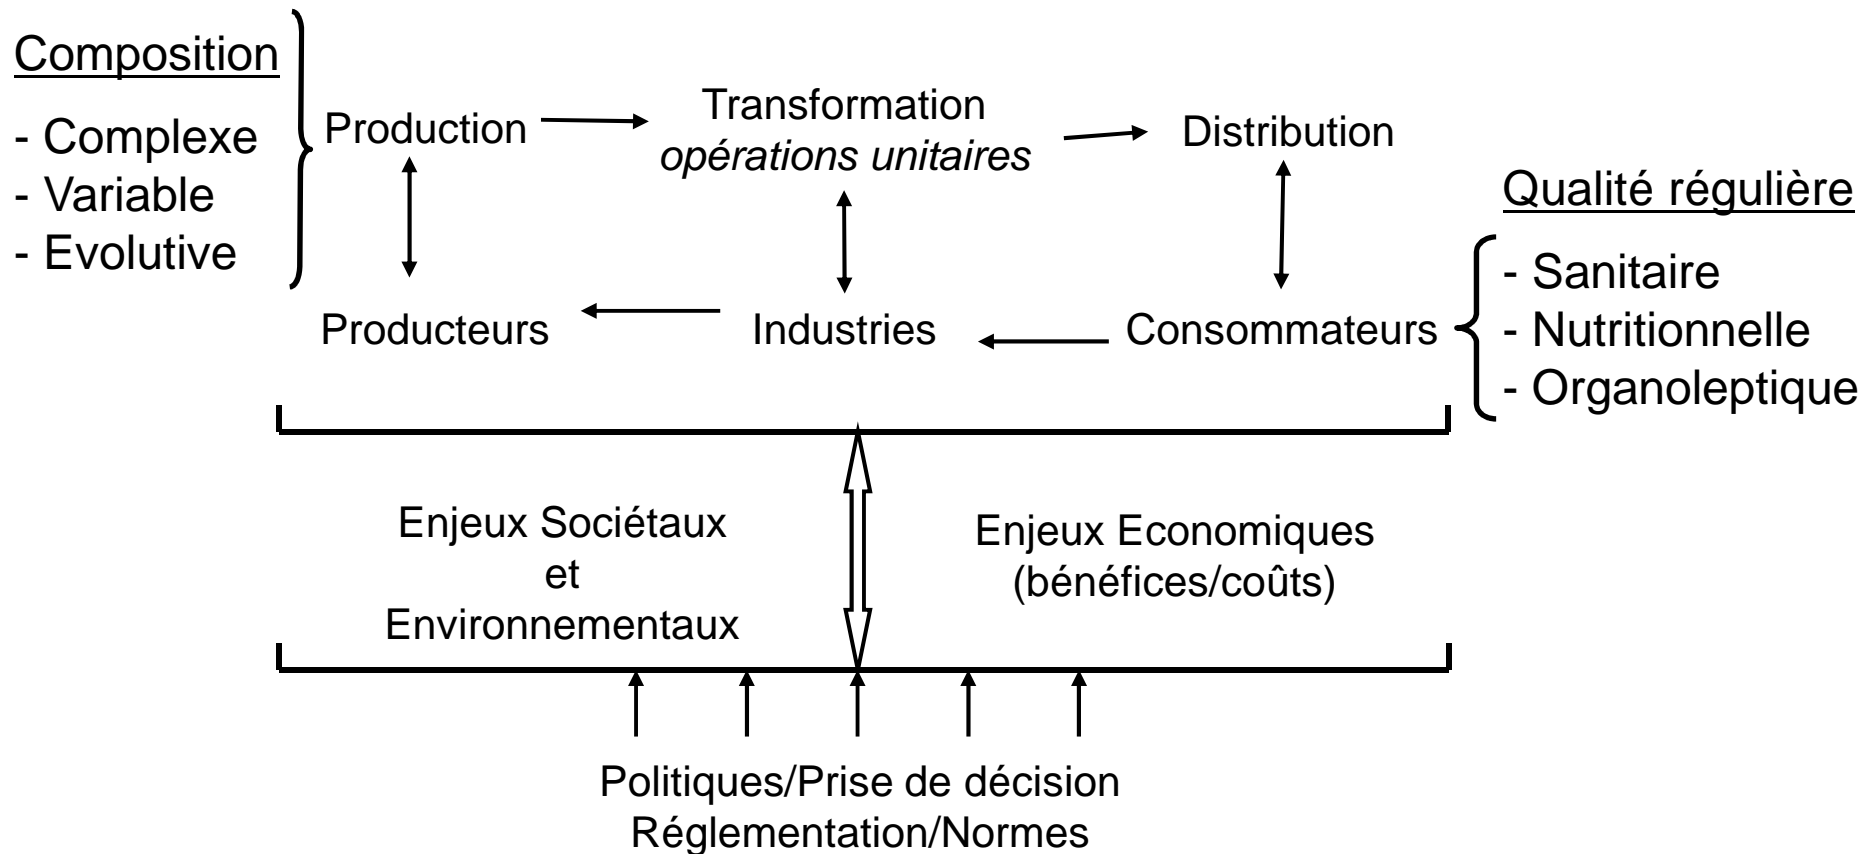 Composition
- Complexe
- Variable
- Evolutive
Production
Transformation
opérations unitaires
Distribution
Qualité régulière
- Sanitaire
- Nutritionnelle
- Organoleptique
Producteurs
Industries
Consommateurs
Enjeux Sociétaux
et
Environnementaux
Enjeux Economiques
(bénéfices/coûts)
Politiques/Prise de décision
Réglementation/Normes